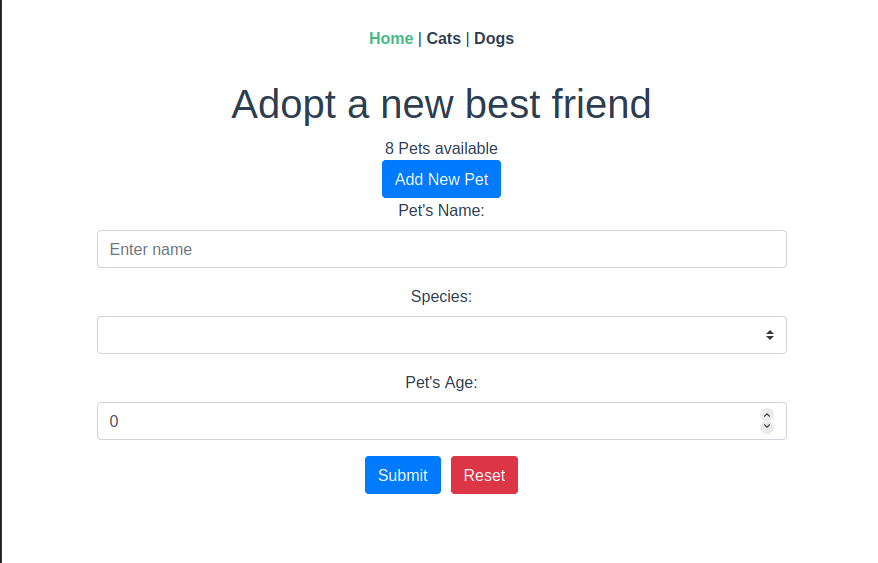 Home | Cats | Dogs
Adopt a new best friend
8 Pets available
Add New Pet
Pet's Name:
Enter name
Species:
Pet's Age:
0
Submit Reset